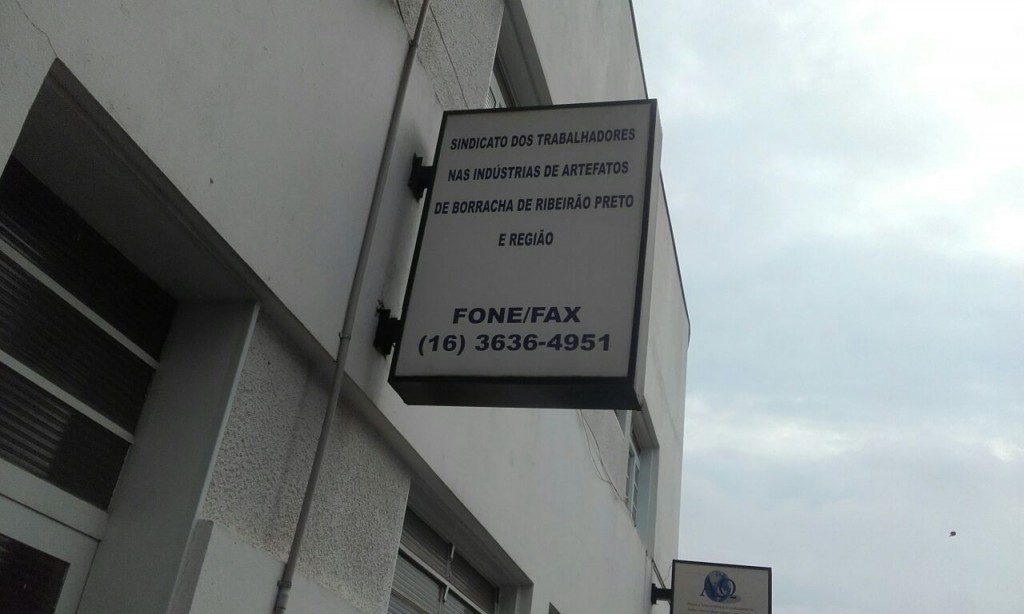 SINDICATO DOS TRABALHADORES
NAS INDÚSTRIAS DE ARTEFATOS
DE BORRACHA DE RIBEIRÃO PRETO
E REGIÃO
FONE/FAX
(16) 3636-4951